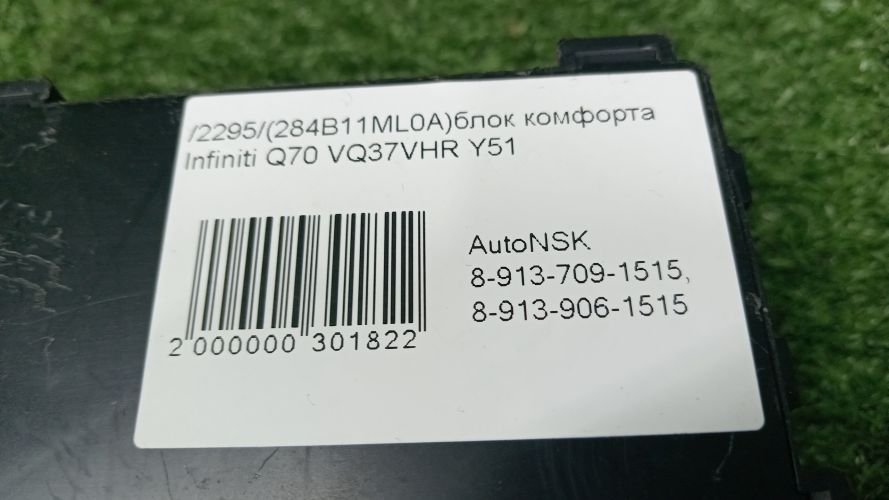 /2295/(284B11ML0A)блок комфорта
Infiniti Q70 VQ37VHR Y51
AutoNSK
8-913-709-1515,
8-913-906-1515
2 000000 301822